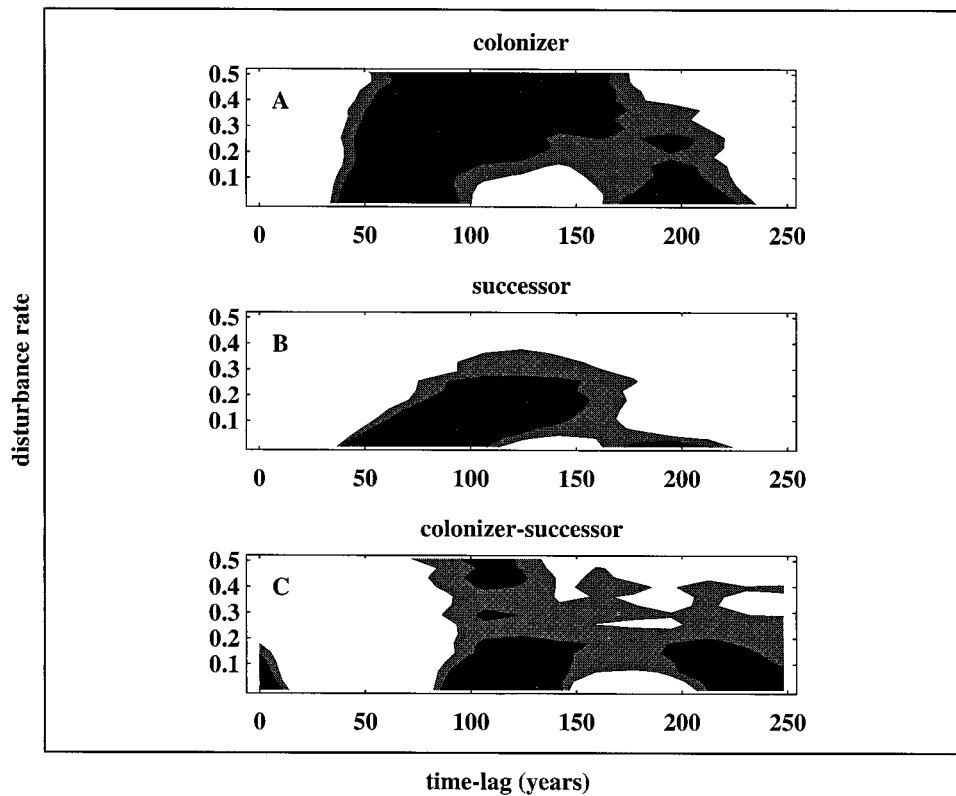 colonizer
A
0.5
0.4
0.3
0.2
0.1
0 50 100 150 200 250
successor
B
0.5
0.4
0.3
0.2
0.1
0 50 100 150 200 250
colonizer-successor
C
0.5
0.4
0.3
0.2
0.1
0 50 100 150 200 250
disturbance rate
time-lag (years)